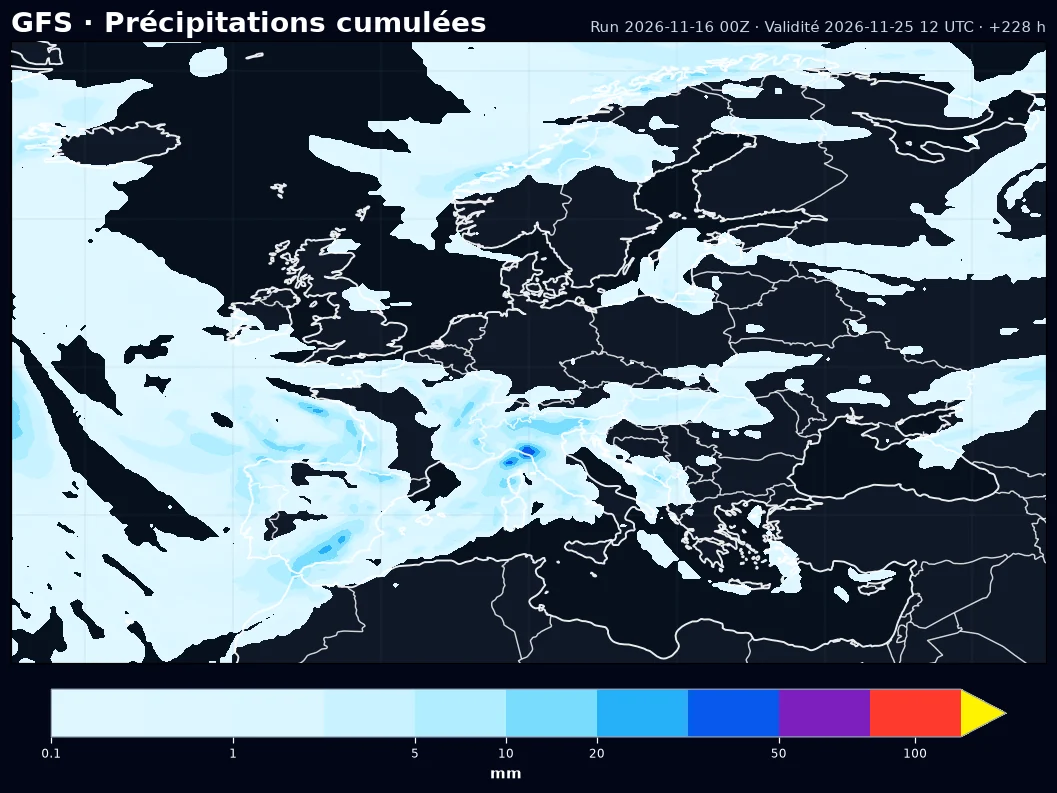 GFS · Précipitations cumulées
Run 2026-11-16 00Z · Validité 2026-11-25 12 UTC · +228 h
0.1 1 5 10 20 50 100
mm